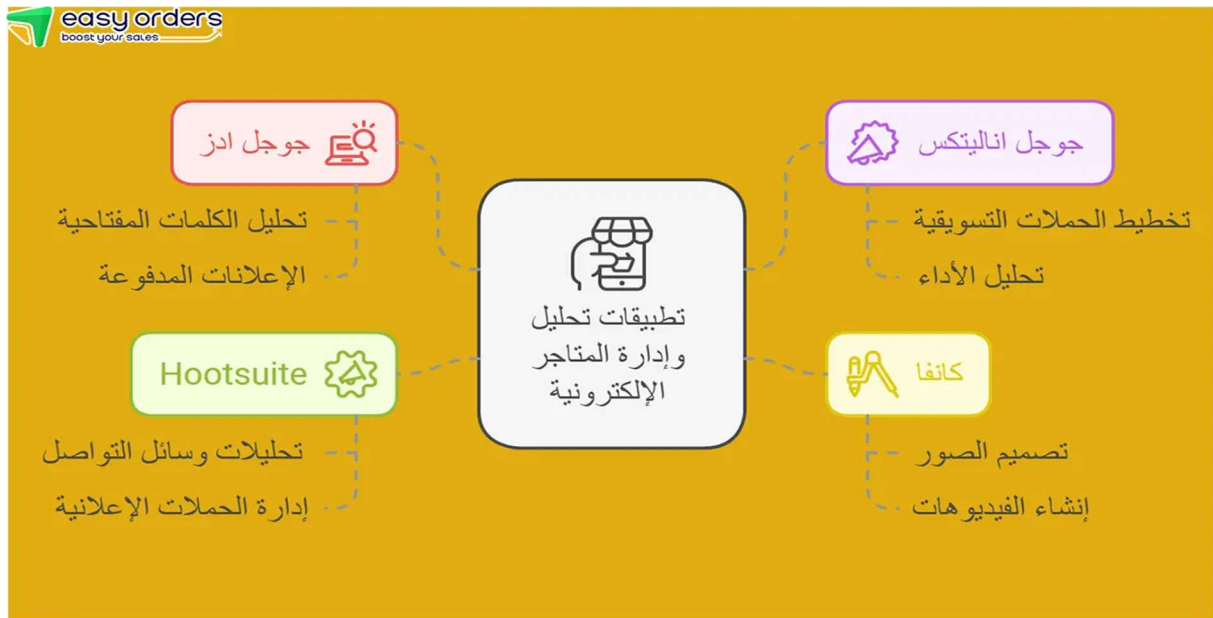 easy orders
boost your sales
تطبيقات تحليل
وإدارة المتاجر
الإلكترونية
جوجل اناليتكس
تخطيط الحملات التسويقية
تحليل الأداء
كانفا
تصميم الصور
إنشاء الفيديوهات
جوجل ادز
تحليل الكلمات المفتاحية
الإعلانات المدفوعة
Hootsuite
تحليلات وسائل التواصل
إدارة الحملات الإعلانية